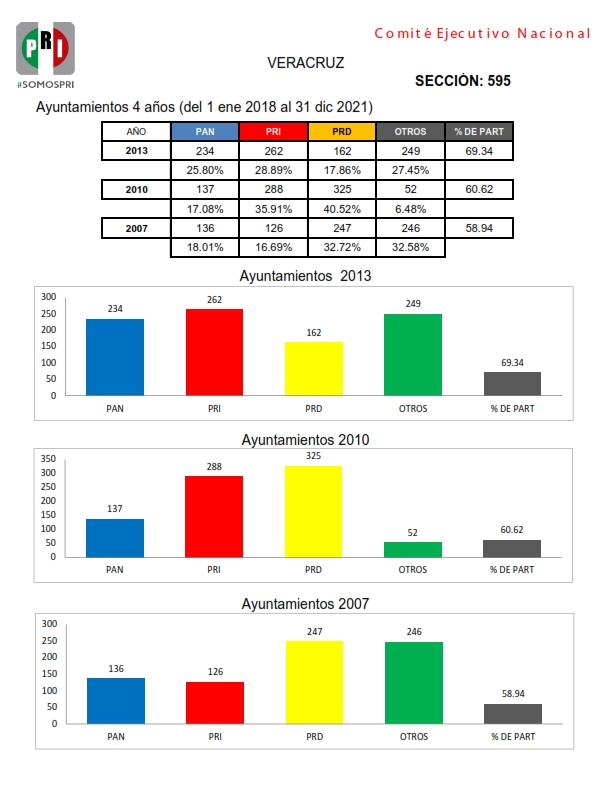 Comité Ejecutivo Nacional
PRI
#SOMOSPRI
VERACRUZ
SECCIÓN: 595
Ayuntamientos 4 años (del 1 ene 2018 al 31 dic 2021)
AÑO PAN PRI PRD OTROS % DE PART
2013 234 262 162 249 69.34
25.80% 28.89% 17.86% 27.45%
2010 137 288 325 52 60.62
17.08% 35.91% 40.52% 6.48%
2007 136 126 247 246 58.94
18.01% 16.69% 32.72% 32.58%
Ayuntamientos 2013
300
250
200
150
100
50
0
234 262 162 249 69.34
PAN PRI PRD OTROS % DE PART
Ayuntamientos 2010
350
300
250
200
150
100
50
0
137 288 325 52 60.62
PAN PRI PRD OTROS % DE PART
Ayuntamientos 2007
300
250
200
150
100
50
0
136 126 247 246 58.94
PAN PRI PRD OTROS % DE PART